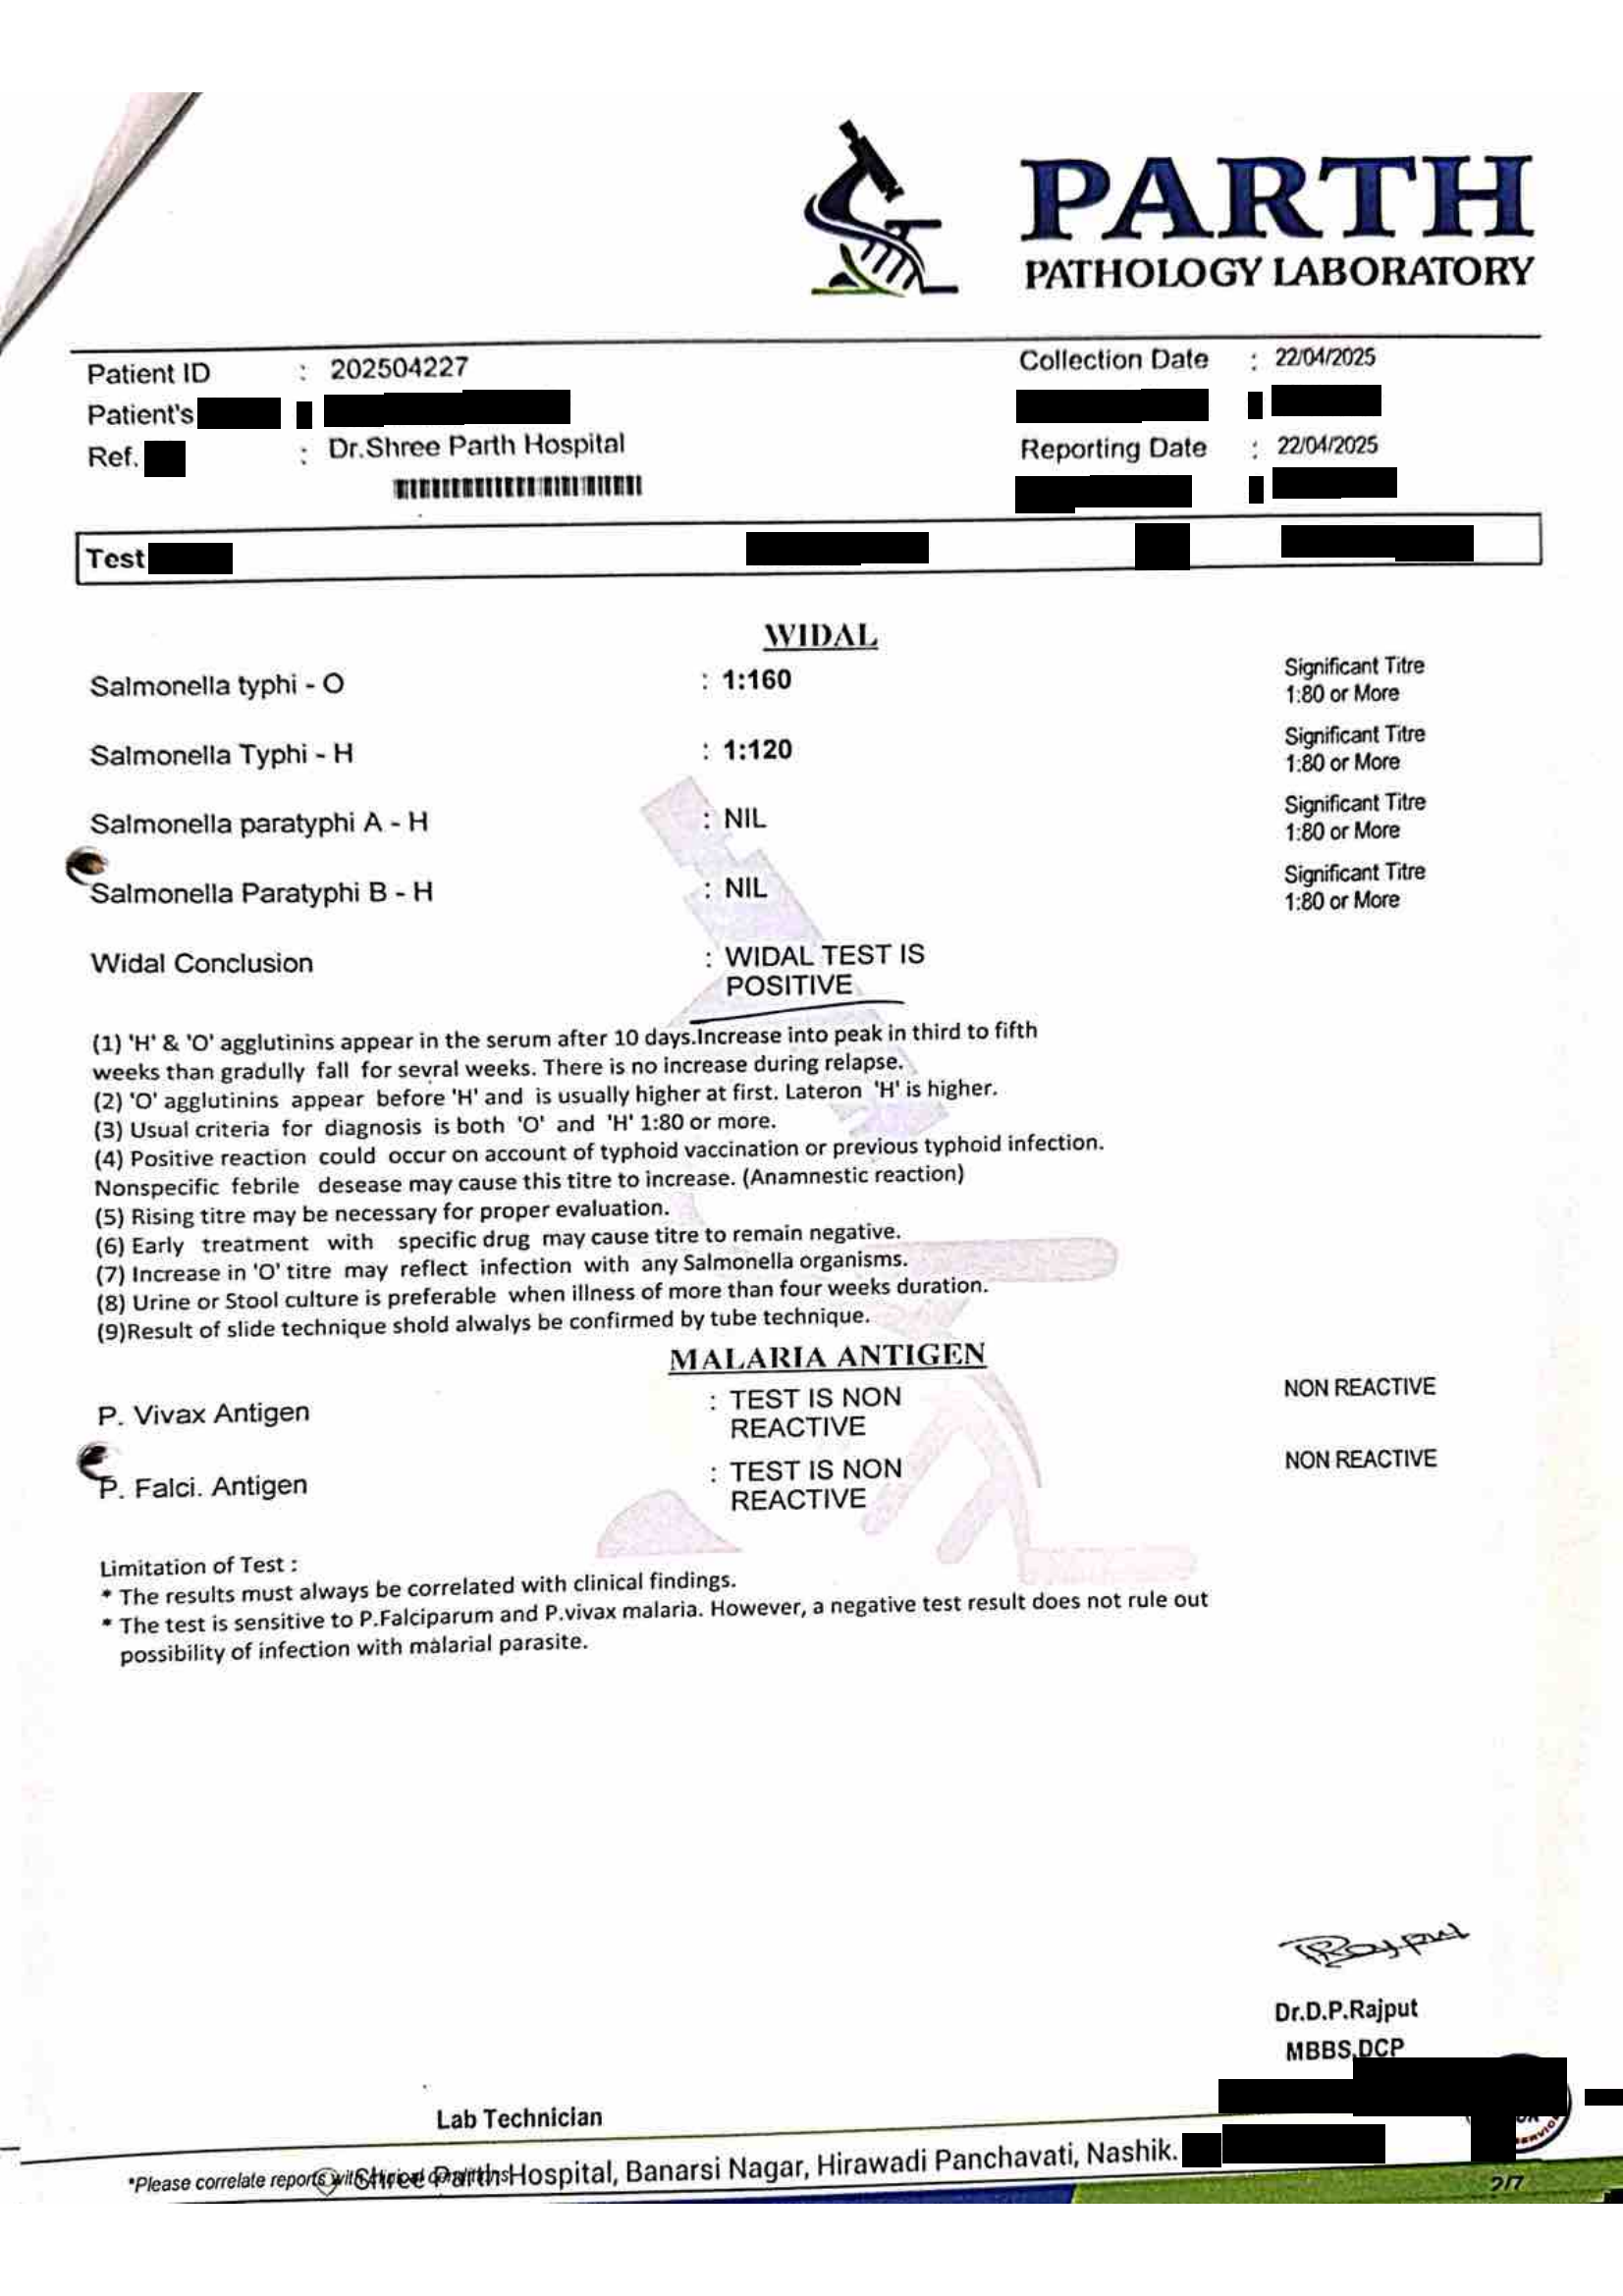 PARTH
PATHOLOGY LABORATORY
Patient ID : 202504227
Collection Date : 22/04/2025
Patient's
Ref. : Dr.Shree Parth Hospital
Reporting Date : 22/04/2025
Test
WIDAL
Salmonella typhi - O : 1:160 Significant Titre
1:80 or More
Salmonella Typhi - H : 1:120 Significant Titre
1:80 or More
Salmonella paratyphi A - H : NIL Significant Titre
1:80 or More
Salmonella Paratyphi B - H : NIL Significant Titre
1:80 or More
Widal Conclusion : WIDAL TEST IS
POSITIVE
(1) 'H' & 'O' agglutinins appear in the serum after 10 days.Increase into peak in third to fifth
weeks than gradully fall for sevral weeks. There is no increase during relapse.
(2) 'O' agglutinins appear before 'H' and is usually higher at first. Lateron 'H' is higher.
(3) Usual criteria for diagnosis is both 'O' and 'H' 1:80 or more.
(4) Positive reaction could occur on account of typhoid vaccination or previous typhoid infection.
Nonspecific febrile desease may cause this titre to increase. (Anamnestic reaction)
(5) Rising titre may be necessary for proper evaluation.
(6) Early treatment with specific drug may cause titre to remain negative.
(7) Increase in 'O' titre may reflect infection with any Salmonella organisms.
(8) Urine or Stool culture is preferable when illness of more than four weeks duration.
(9)Result of slide technique shold alwalys be confirmed by tube technique.
MALARIA ANTIGEN
P. Vivax Antigen : TEST IS NON
REACTIVE NON REACTIVE
P. Falci. Antigen : TEST IS NON
REACTIVE NON REACTIVE
Limitation of Test :
* The results must always be correlated with clinical findings.
* The test is sensitive to P.Falciparum and P.vivax malaria. However, a negative test result does not rule out
possibility of infection with malarial parasite.
Rajput
Dr.D.P.Rajput
MBBS,DCP
Lab Technician
*Please correlate reports with clinical conditions
Shree Parth Hospital, Banarsi Nagar, Hirawadi Panchavati, Nashik.
2/7